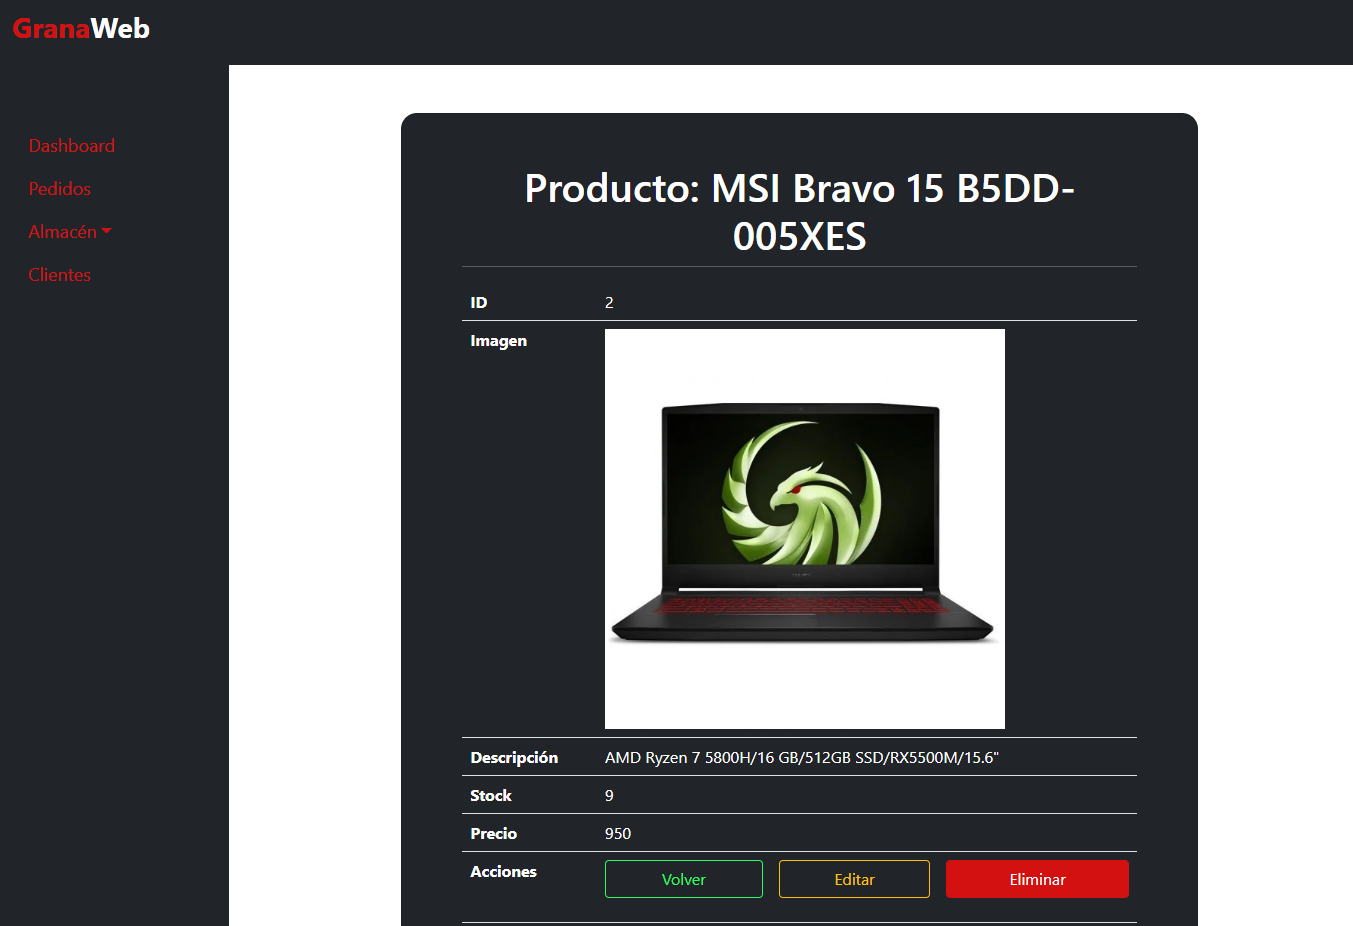 GranaWeb
Dashboard
Pedidos
Almacén
Clientes
Producto: MSI Bravo 15 B5DD-
005XES
ID 2
Imagen
Descripción AMD Ryzen 7 5800H/16 GB/512GB SSD/RX5500M/15.6"
Stock 9
Precio 950
Acciones Volver Editar Eliminar